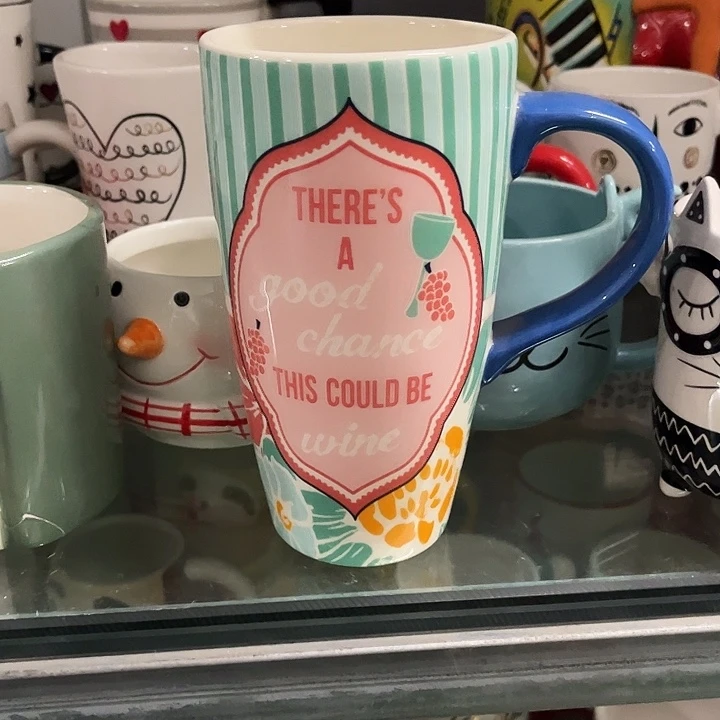 THERE'S
A
good
chance
THIS COULD BE
wine